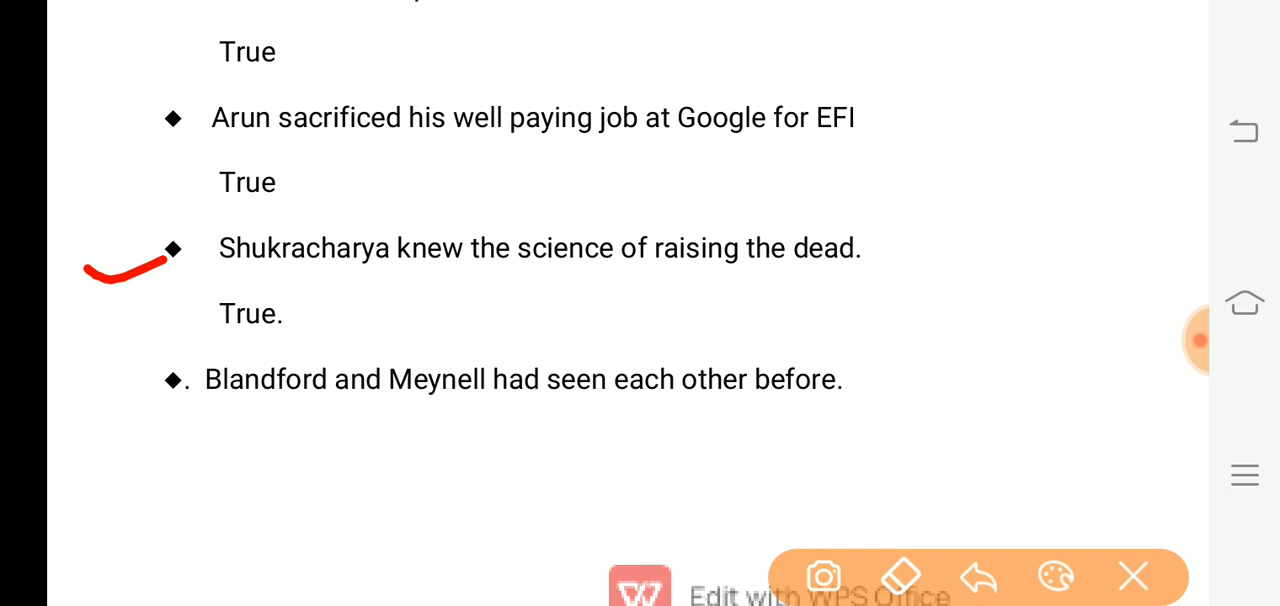 True
◆ Arun sacrificed his well paying job at Google for EFI
True
◆ Shukracharya knew the science of raising the dead.
True.
◆. Blandford and Meynell had seen each other before.
Edit with WPS Office